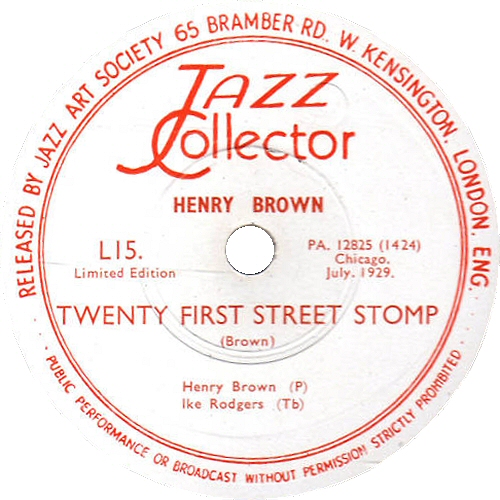 RELEASED BY JAZZ ART SOCIETY 65 BRAMBER RD. W. KENSINGTON, LONDON. ENG.
JAZZ
Collector
HENRY BROWN
L15.
Limited Edition
PA. 12825 (1424)
Chicago.
July. 1929.
TWENTY FIRST STREET STOMP
(Brown)
Henry Brown (P)
Ike Rodgers (Tb)
· PUBLIC PERFORMANCE OR BROADCAST WITHOUT PERMISSION STRICTLY PROHIBITED ·